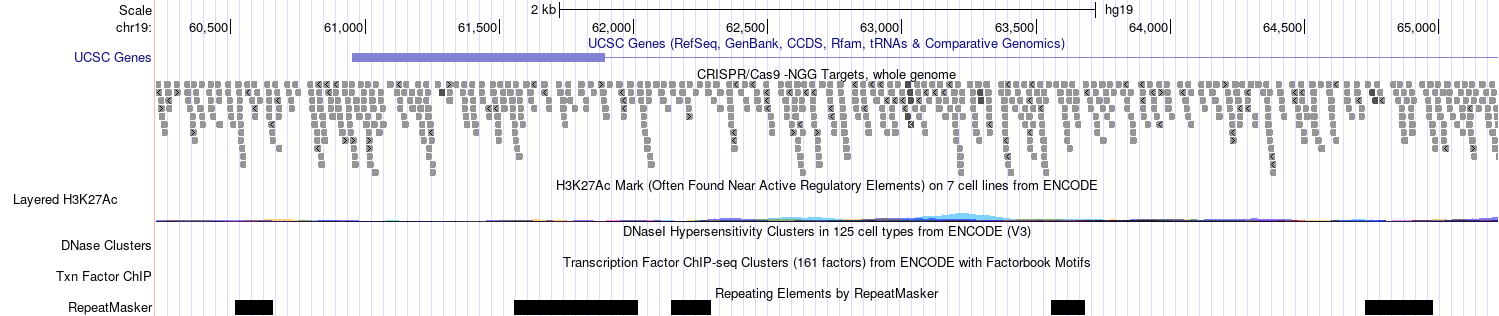 Scale 2 kb hg19
chr19: 60,500 61,000 61,500 62,000 62,500 63,000 63,500 64,000 64,500 65,000
UCSC Genes (RefSeq, GenBank, CCDS, Rfam, tRNAs & Comparative Genomics)
UCSC Genes
CRISPR/Cas9 -NGG Targets, whole genome
H3K27Ac Mark (Often Found Near Active Regulatory Elements) on 7 cell lines from ENCODE
Layered H3K27Ac
DNaseI Hypersensitivity Clusters in 125 cell types from ENCODE (V3)
DNase Clusters
Transcription Factor ChIP-seq Clusters (161 factors) from ENCODE with Factorbook Motifs
Txn Factor ChIP
Repeating Elements by RepeatMasker
RepeatMasker